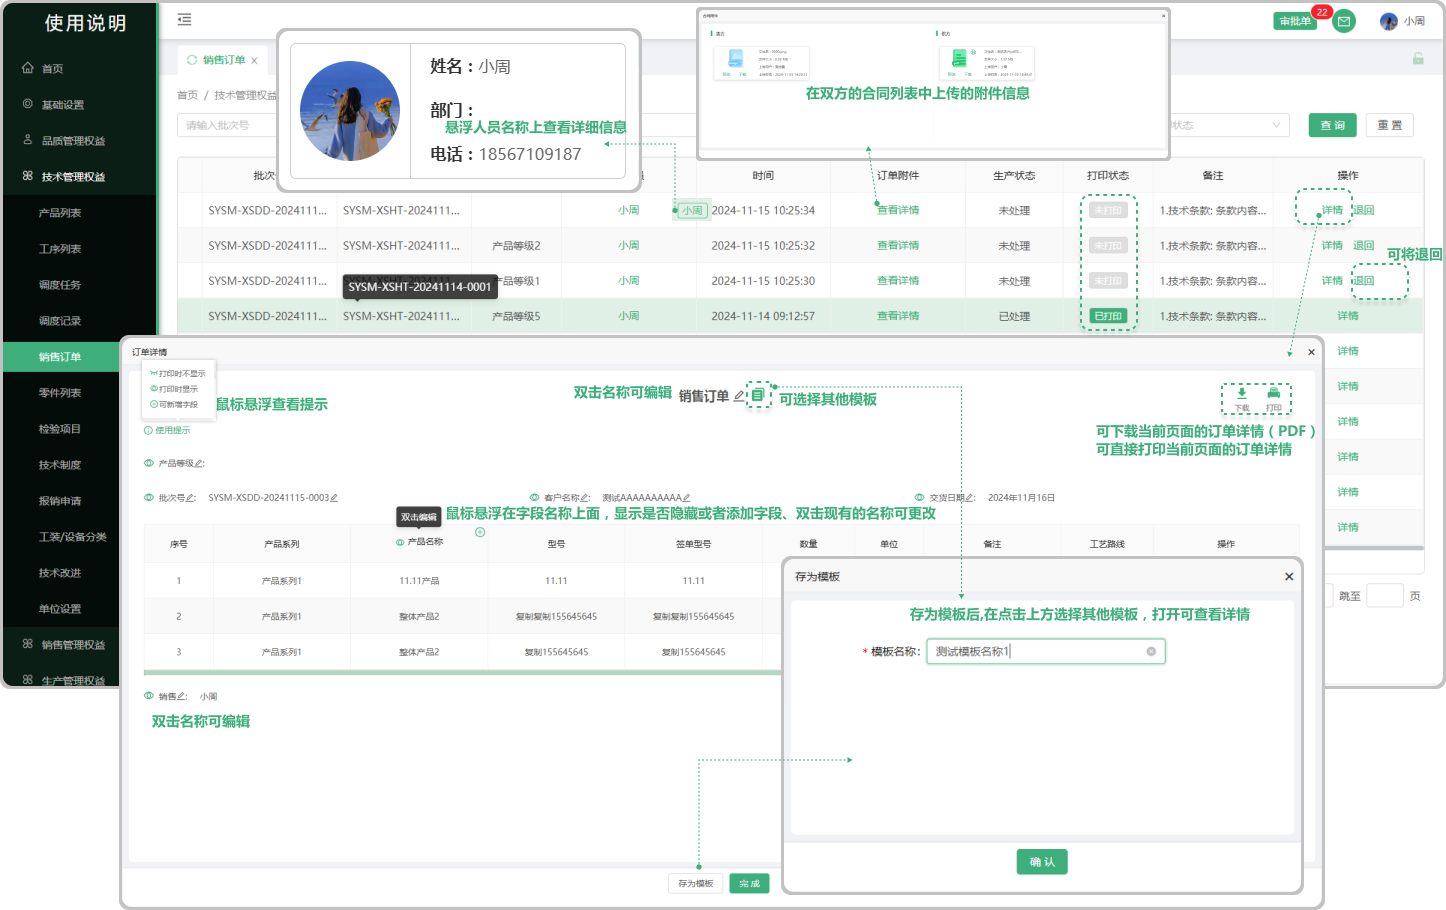 使用说明
首页
基础设置
品质管理权益
技术管理权益
产品列表
工序列表
调度任务
调度记录
销售订单
零件列表
检验项目
技术制度
报销申请
工装/设备分类
技术改进
单位设置
销售管理权益
生产管理权益
审批单
22
小周
销售订单 ×
首页 / 技术管理权益
请输入批次号
状态
查 询
重 置
姓名：小周
部门：
悬浮人员名称上查看详细信息
电话：18567109187
在双方的合同列表中上传的附件信息
批次 时间 订单附件 生产状态 打印状态 备注 操作
SYSM-XSDD-2024111... SYSM-XSHT-2024111... 小周 小周 2024-11-15 10:25:34 查看详情 未处理 未打印 1.技术条款: 条款内容... 详情 退回
SYSM-XSDD-2024111... SYSM-XSHT-2024111... 产品等级2 小周 2024-11-15 10:25:32 查看详情 未处理 未打印 1.技术条款: 条款内容... 详情 退回
可将退回
SYSM-XSDD-2024111... SYSM-XSHT-2024111... 产品等级1 小周 2024-11-15 10:25:30 查看详情 未处理 未打印 1.技术条款: 条款内容... 详情 退回
SYSM-XSHT-20241114-0001
SYSM-XSDD-2024111... SYSM-XSHT-2024111... 产品等级5 小周 2024-11-14 09:12:57 查看详情 已处理 已打印 1.技术条款: 条款内容... 详情
详情
详情
详情
详情
详情
详情
跳至 页
订单详情
打印时不显示
打印时显示
可新增字段
鼠标悬浮查看提示
使用提示
双击名称可编辑
销售订单
可选择其他模板
下载 打印
可下载当前页面的订单详情（PDF）
可直接打印当前页面的订单详情
产品等级:
批次号: SYSM-XSDD-20241115-0003
客户名称: 测试AAAAAAAAAA
交货日期: 2024年11月16日
双击编辑
鼠标悬浮在字段名称上面，显示是否隐藏或者添加字段、双击现有的名称可更改
序号 产品系列 产品名称 型号 签单型号 数量 单位 备注 工艺路线 操作
1 产品系列1 11.11产品 11.11 11.11
2 产品系列1 整体产品2 复制复制155645645 复制复制155645645
3 产品系列1 整体产品2 复制155645645 复制155645645
销售: 小周
双击名称可编辑
存为模板
完 成
存为模板
存为模板后,在点击上方选择其他模板，打开可查看详情
* 模板名称: 测试模板名称1
确 认